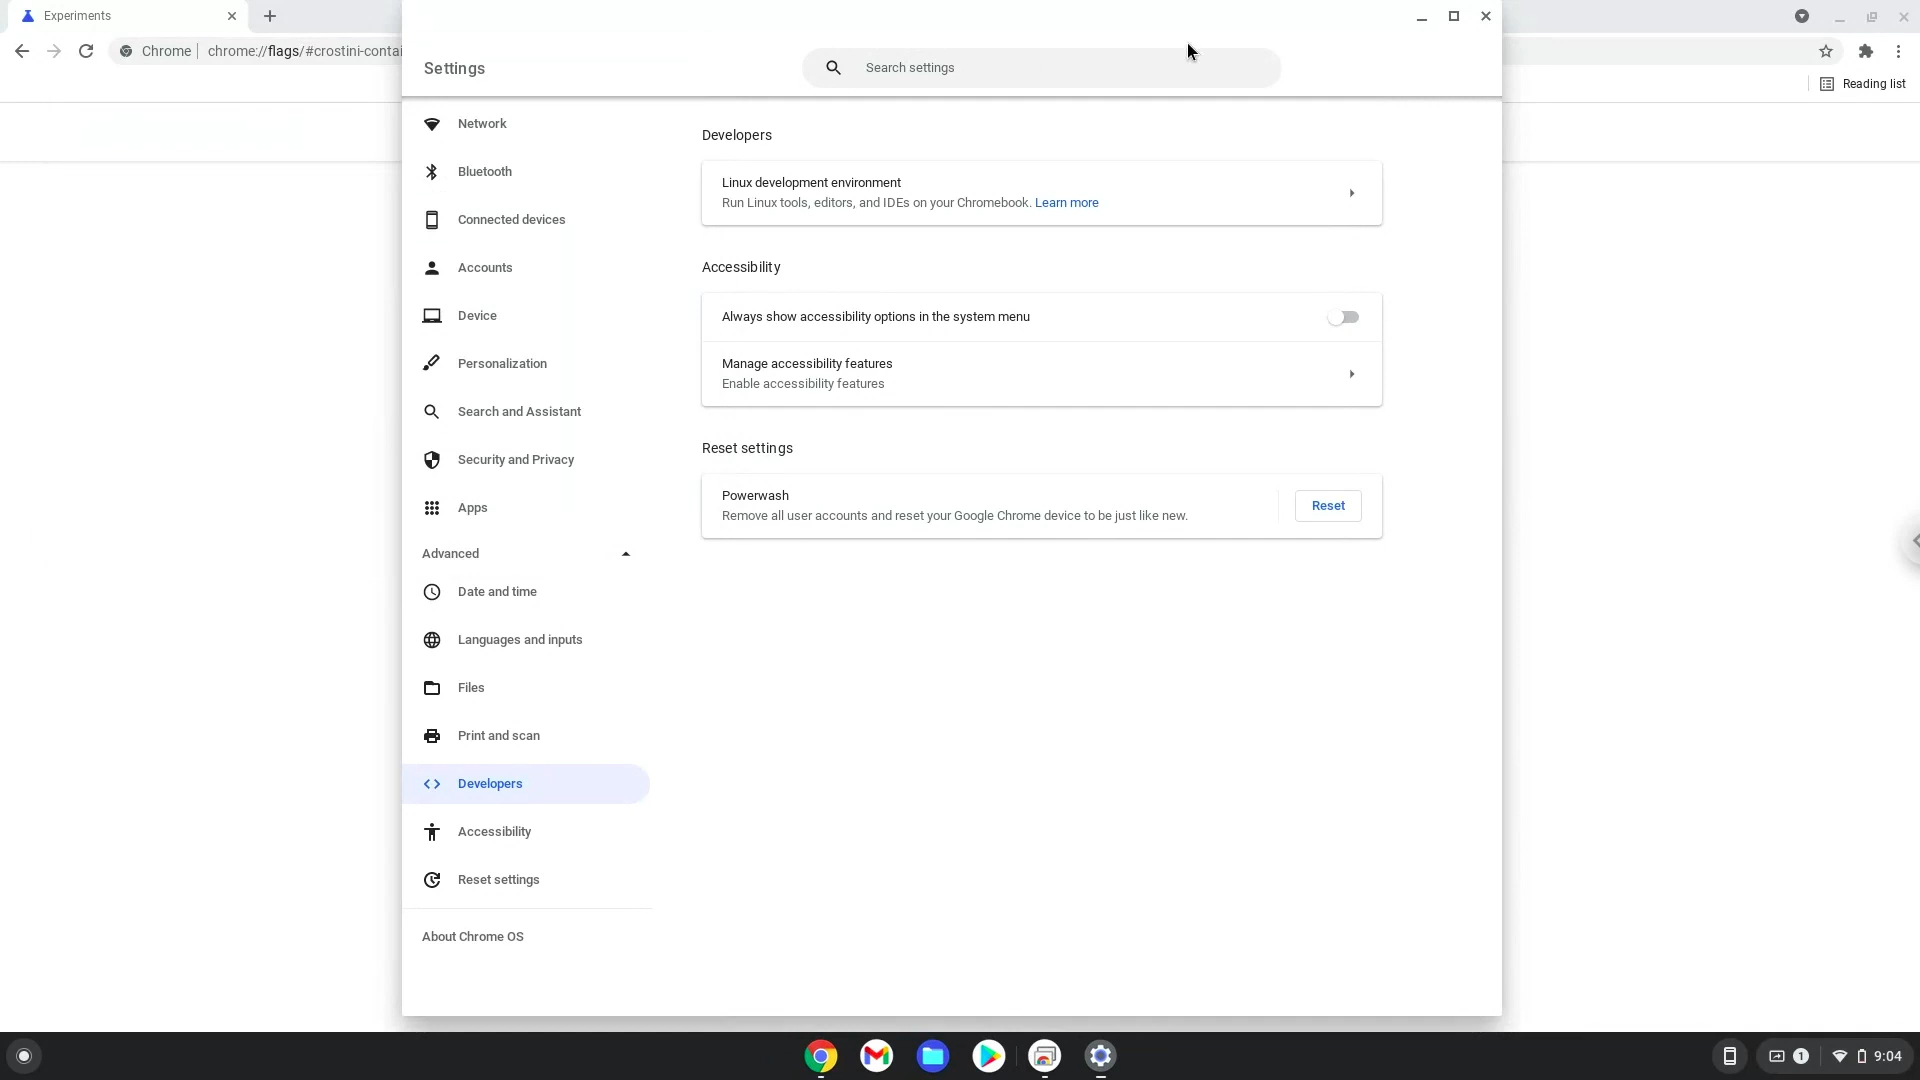 Experiments
Chrome | chrome://flags/#crostini-contai
Reading list
Settings
Search settings
Network
Bluetooth
Connected devices
Accounts
Device
Personalization
Search and Assistant
Security and Privacy
Apps
Advanced
Date and time
Languages and inputs
Files
Print and scan
Developers
Accessibility
Reset settings
About Chrome OS
Developers
Linux development environment
Run Linux tools, editors, and IDEs on your Chromebook. Learn more
Accessibility
Always show accessibility options in the system menu
Manage accessibility features
Enable accessibility features
Reset settings
Powerwash
Remove all user accounts and reset your Google Chrome device to be just like new.
Reset
1
9:04